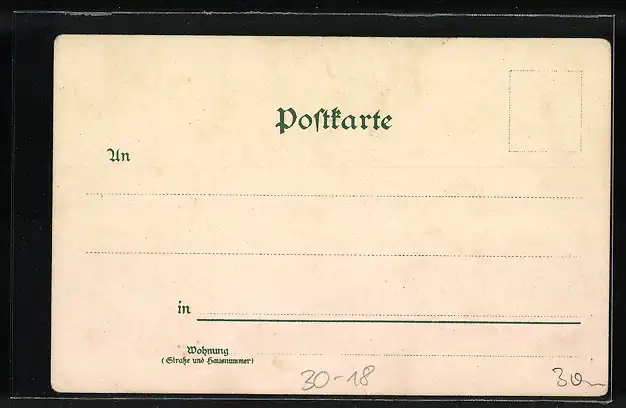 Poſtkarte
An
in
Wohnung
(Straße und Hausnummer)
30-18